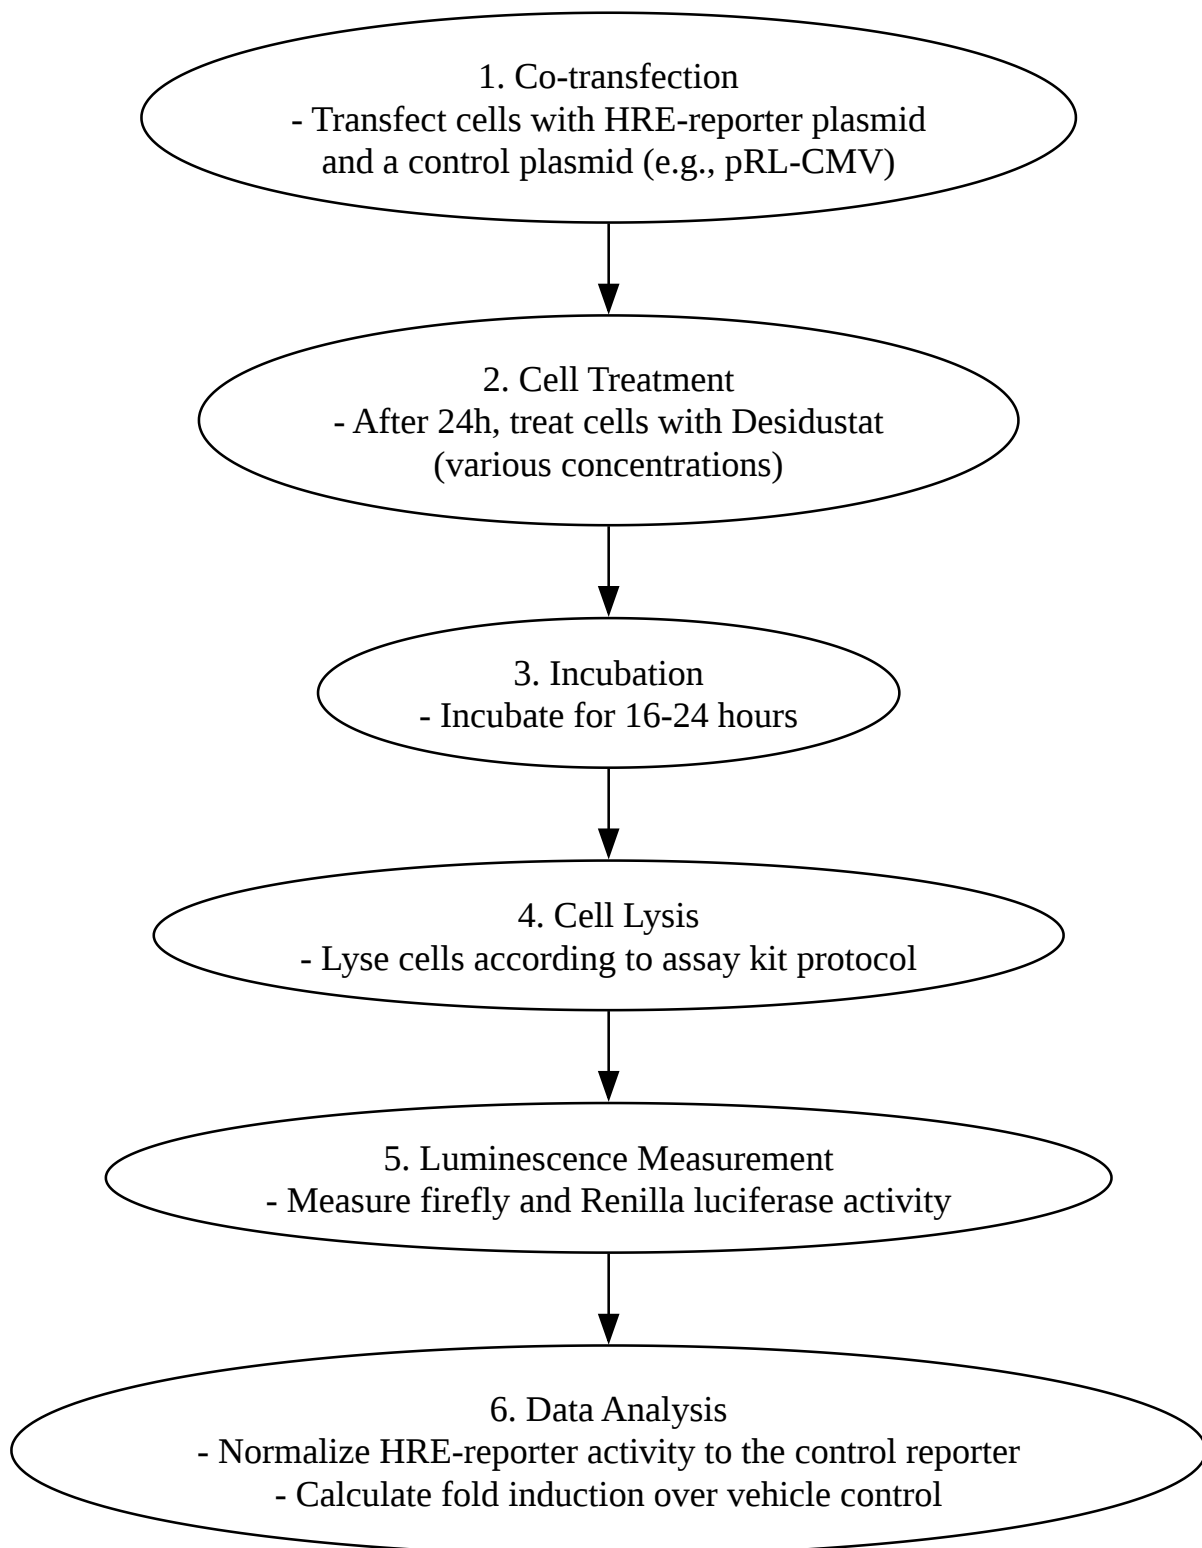 1. Co-transfection
- Transfect cells with HRE-reporter plasmid
and a control plasmid (e.g., pRL-CMV)
2. Cell Treatment
- After 24h, treat cells with Desidustat
(various concentrations)
3. Incubation
- Incubate for 16-24 hours
4. Cell Lysis
- Lyse cells according to assay kit protocol
5. Luminescence Measurement
- Measure firefly and Renilla luciferase activity
6. Data Analysis
- Normalize HRE-reporter activity to the control reporter
- Calculate fold induction over vehicle control